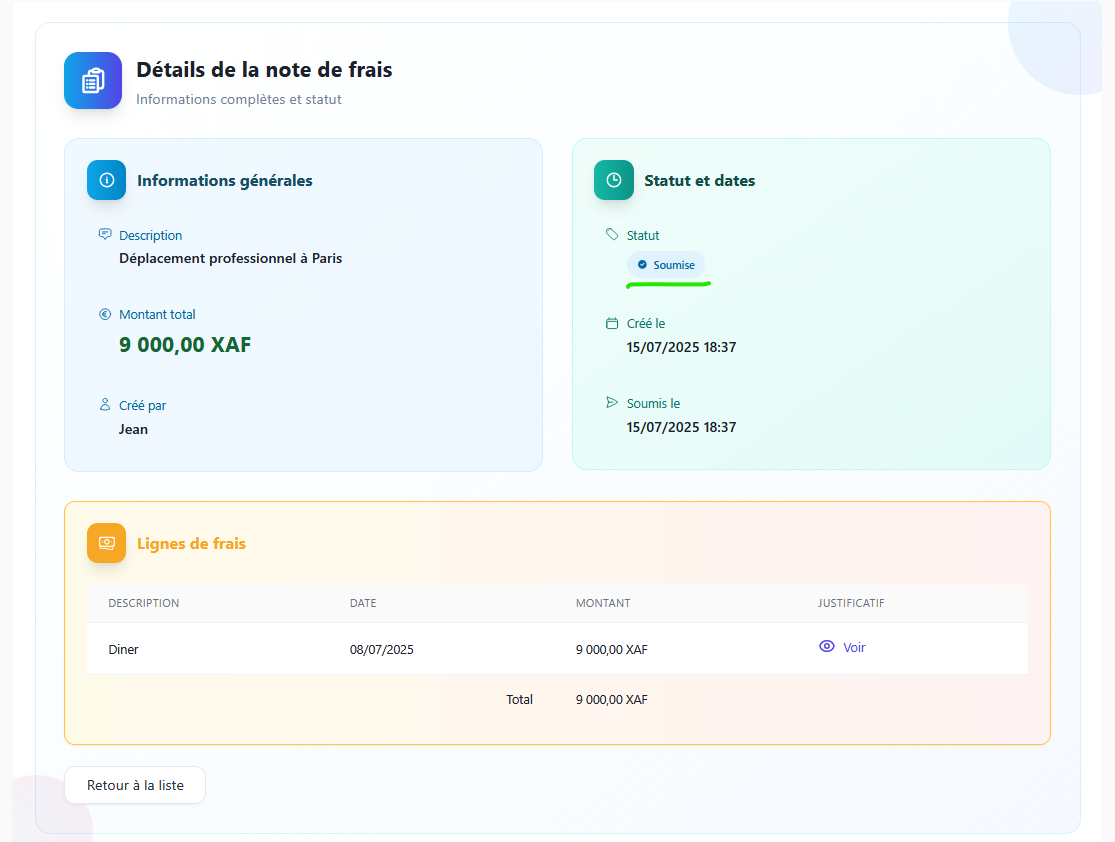 Détails de la note de frais
Informations complètes et statut
Informations générales
Description
Déplacement professionnel à Paris
Montant total
9 000,00 XAF
Créé par
Jean
Statut et dates
Statut
Soumise
Créé le
15/07/2025 18:37
Soumis le
15/07/2025 18:37
Lignes de frais
DESCRIPTION DATE MONTANT JUSTIFICATIF
Diner 08/07/2025 9 000,00 XAF Voir
Total 9 000,00 XAF
Retour à la liste